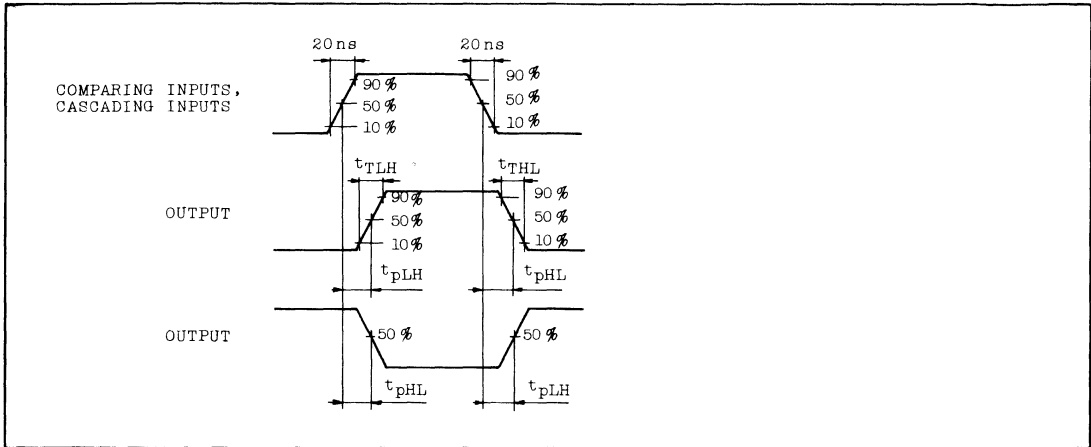 20ns 20ns
COMPARING INPUTS,
CASCADING INPUTS
90% 90%
50% 50%
10% 10%
tTLH tTHL
OUTPUT
90% 90%
50% 50%
10% 10%
tpLH tpHL
OUTPUT
50% 50%
tpHL tpLH